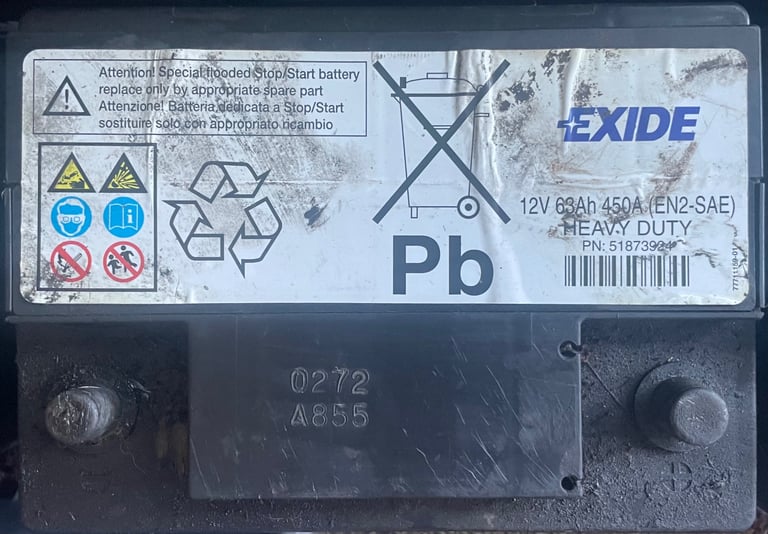 Attention! Special flooded Stop/Start battery
replace only by appropriate spare part
Attenzione! Batteria dedicata a Stop/Start
sostituire solo con appropriato ricambio
EXIDE
12V 63Ah 450A (EN2-SAE)
HEAVY DUTY
PN: 51873924
Pb
0272
A855